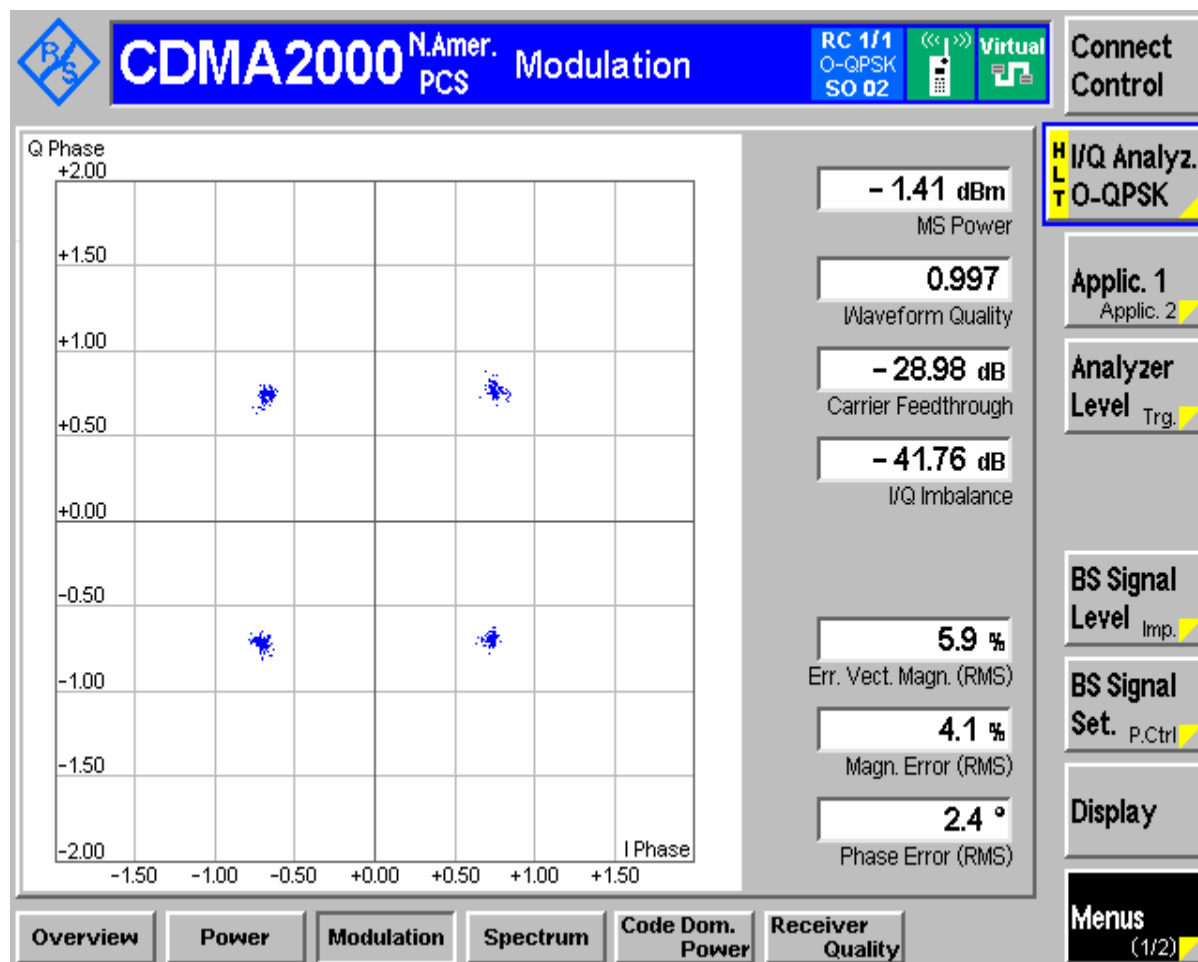 R S
CDMA2000 N.Amer. PCS Modulation
RC 1/1
O-QPSK
SO 02
Virtual
Connect
Control
Q Phase
+2.00
+1.50
+1.00
+0.50
+0.00
-0.50
-1.00
-1.50
-2.00
I Phase
-1.50 -1.00 -0.50 +0.00 +0.50 +1.00 +1.50
- 1.41 dBm
MS Power
0.997
Waveform Quality
- 28.98 dB
Carrier Feedthrough
- 41.76 dB
I/Q Imbalance
5.9 %
Err. Vect. Magn. (RMS)
4.1 %
Magn. Error (RMS)
2.4 °
Phase Error (RMS)
HLT
I/Q Analyz.
O-QPSK
Applic. 1
Applic. 2
Analyzer
Level Trg.
BS Signal
Level Imp.
BS Signal
Set. P.Ctrl
Display
Menus
(1/2)
Overview
Power
Modulation
Spectrum
Code Dom.
Power
Receiver
Quality